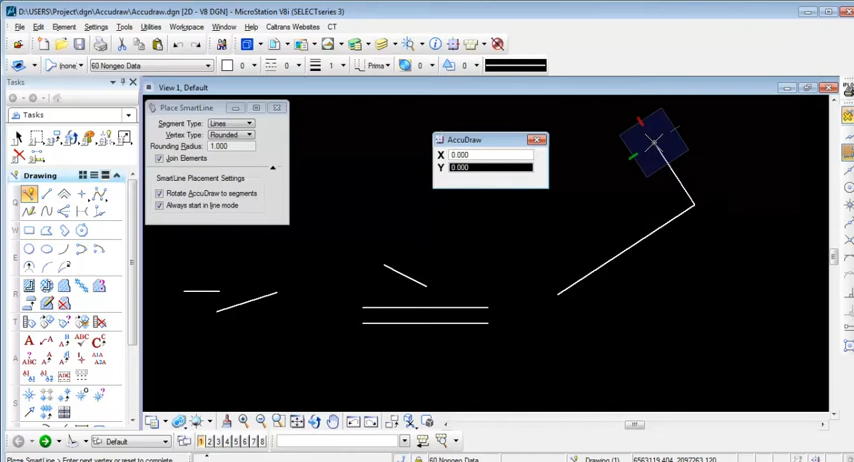 D:\USERS\Project\dgn\Accudraw\Accudraw.dgn [2D - V8 DGN] - MicroStation V8i (SELECTseries 3)
File Edit Element Settings Tools Utilities Workspace Window Caltrans Websites CT Help
(none 60 Nongeo Data 0 0 1 Prima 0 0
Tasks
Tasks
Drawing
View 1, Default
Place SmartLine
Segment Type: Lines
Vertex Type: Rounded
Rounding Radius: 1.000
Join Elements
SmartLine Placement Settings
Rotate AccuDraw to segments
Always start in line mode
AccuDraw
X 0.000
Y 0.000
Q
W
E
R
T
A
S
Default 1 2 3 4 5 6 7 8
Place SmartLine > Enter next vertex or reset to complete. 60 Nongeo Data Drawing (1) 6563119.404, 2097263.120